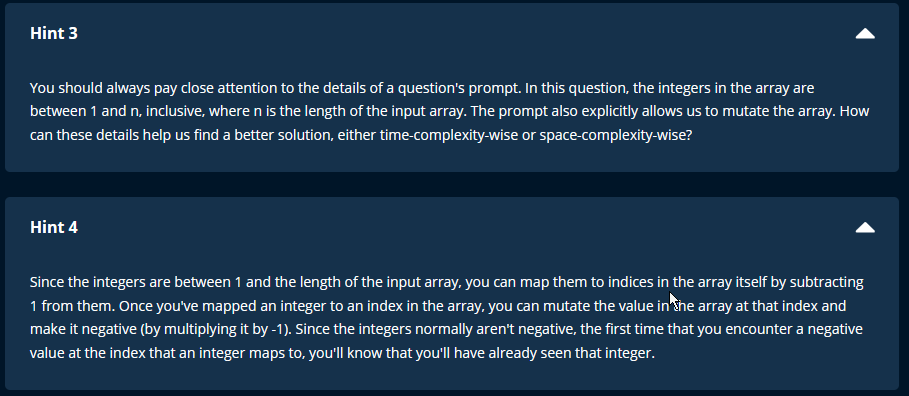 Hint 3
You should always pay close attention to the details of a question's prompt. In this question, the integers in the array are
between 1 and n, inclusive, where n is the length of the input array. The prompt also explicitly allows us to mutate the array. How
can these details help us find a better solution, either time-complexity-wise or space-complexity-wise?
Hint 4
Since the integers are between 1 and the length of the input array, you can map them to indices in the array itself by subtracting
1 from them. Once you've mapped an integer to an index in the array, you can mutate the value in the array at that index and
make it negative (by multiplying it by -1). Since the integers normally aren't negative, the first time that you encounter a negative
value at the index that an integer maps to, you'll know that you'll have already seen that integer.